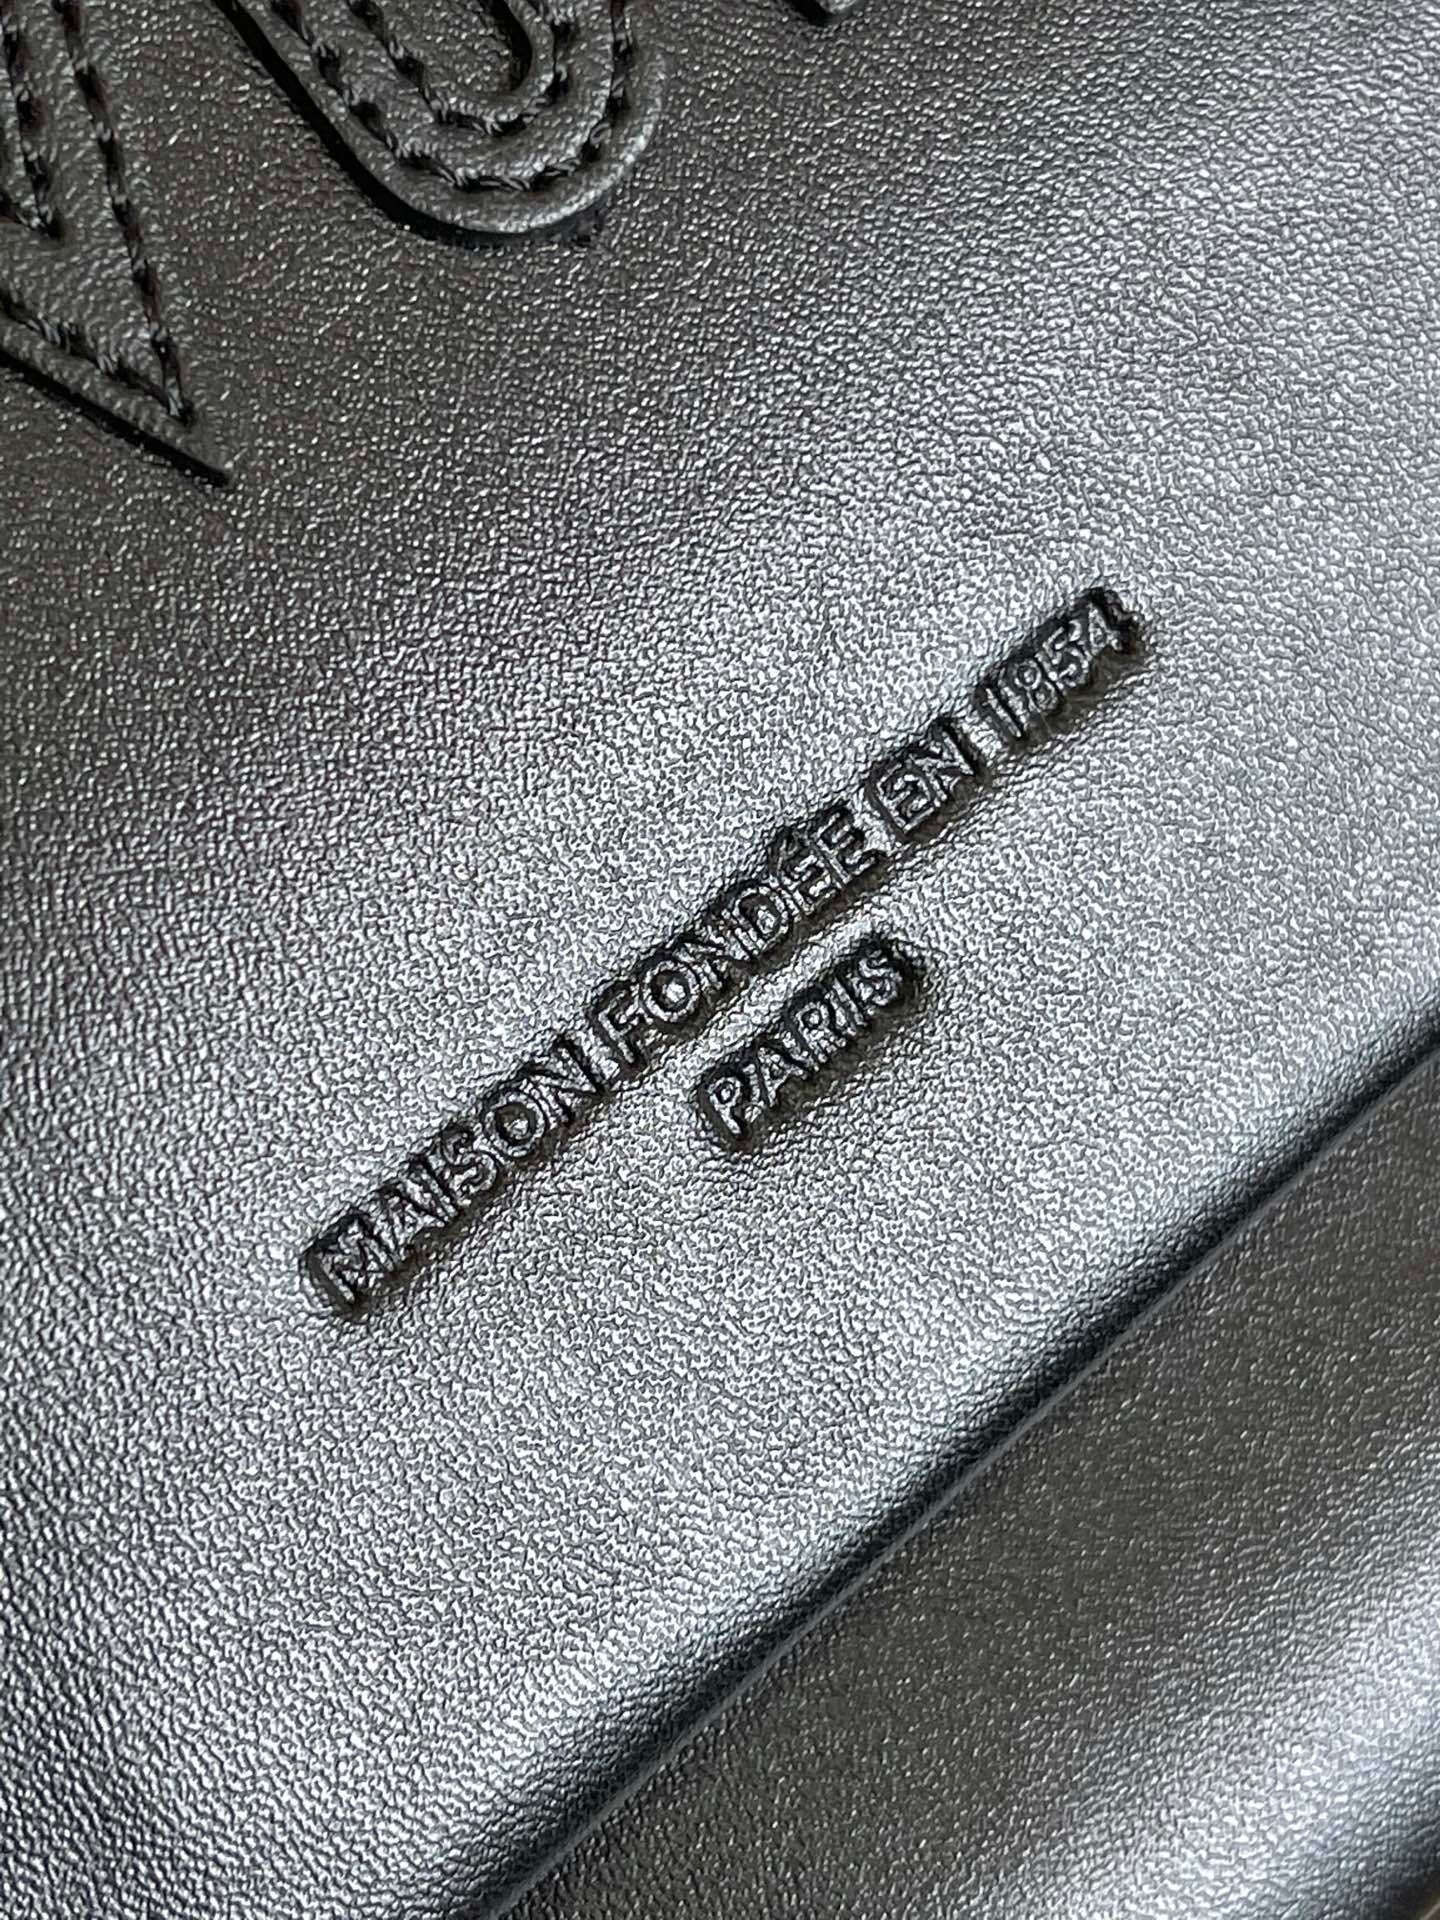 MAISON FONDÉE EN 1854
PARIS